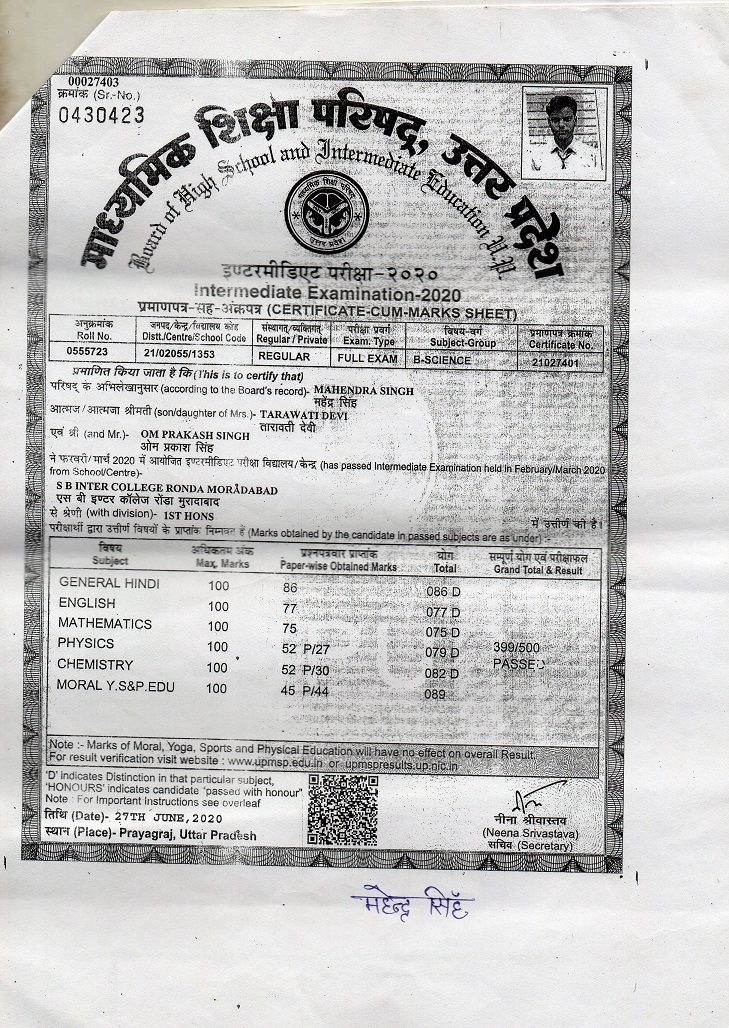 00027403
क्रमांक (Sr.-No.)
0430423
माध्यमिक शिक्षा परिषद्, उत्तर प्रदेश
Board of High School and Intermediate Education U.P.
माध्यमिक शिक्षा परिषद
उत्तर प्रदेश
इण्टरमीडिएट परीक्षा-२०२०
Intermediate Examination-2020
प्रमाणपत्र-सह-अंकपत्र (CERTIFICATE-CUM-MARKS SHEET)
अनुक्रमांक जनपद/केन्द्र/विद्यालय कोड संस्थागत/व्यक्तिगत परीक्षा प्रवर्ग विषय-वर्ग प्रमाणपत्र क्रमांक
Roll No. Distt./Centre/School Code Regular / Private Exam. Type Subject-Group Certificate No.
0555723 21/02055/1353 REGULAR FULL EXAM B-SCIENCE 21027401
प्रमाणित किया जाता है कि (This is to certify that)
परिषद् के अभिलेखानुसार (according to the Board's record)- MAHENDRA SINGH
महेंद्र सिंह
आत्मज/आत्मजा श्रीमती (son/daughter of Mrs.)- TARAWATI DEVI
तारावती देवी
एवं श्री (and Mr.)- OM PRAKASH SINGH
ओम प्रकाश सिंह
ने फरवरी/मार्च 2020 में आयोजित इण्टरमीडिएट परीक्षा विद्यालय/केन्द्र (has passed Intermediate Examination held in February/March 2020
from School/Centre)-
S B INTER COLLEGE RONDA MORADABAD
एस बी इण्टर कॉलेज रोंडा मुरादाबाद
से श्रेणी (with division)- 1ST HONS में उत्तीर्ण की है।
परीक्षार्थी द्वारा उत्तीर्ण विषयों के प्राप्तांक निम्नवत हैं (Marks obtained by the candidate in passed subjects are as under) :-
विषय अधिकतम अंक प्रश्नपत्रवार प्राप्तांक योग सम्पूर्ण योग एवं परीक्षाफल
Subject Max. Marks Paper-wise Obtained Marks Total Grand Total & Result
GENERAL HINDI 100 86 086 D
ENGLISH 100 77 077 D
MATHEMATICS 100 75 075 D
PHYSICS 100 52 P/27 079 D 399/500
CHEMISTRY 100 52 P/30 082 D PASSED
MORAL Y.S&P.EDU 100 45 P/44 089
Note :- Marks of Moral, Yoga, Sports and Physical Education will have no effect on overall Result.
For result verification visit website : www.upmsp.edu.in or upmspresults.up.nic.in
'D' indicates Distinction in that particular subject,
'HONOURS' indicates candidate "passed with honour"
Note : For Important Instructions see overleaf
तिथि (Date)- 27TH JUNE, 2020
स्थान (Place)- Prayagraj, Uttar Pradesh
नीना श्रीवास्तव
(Neena Srivastava)
सचिव (Secretary)
महेन्द्र सिंह